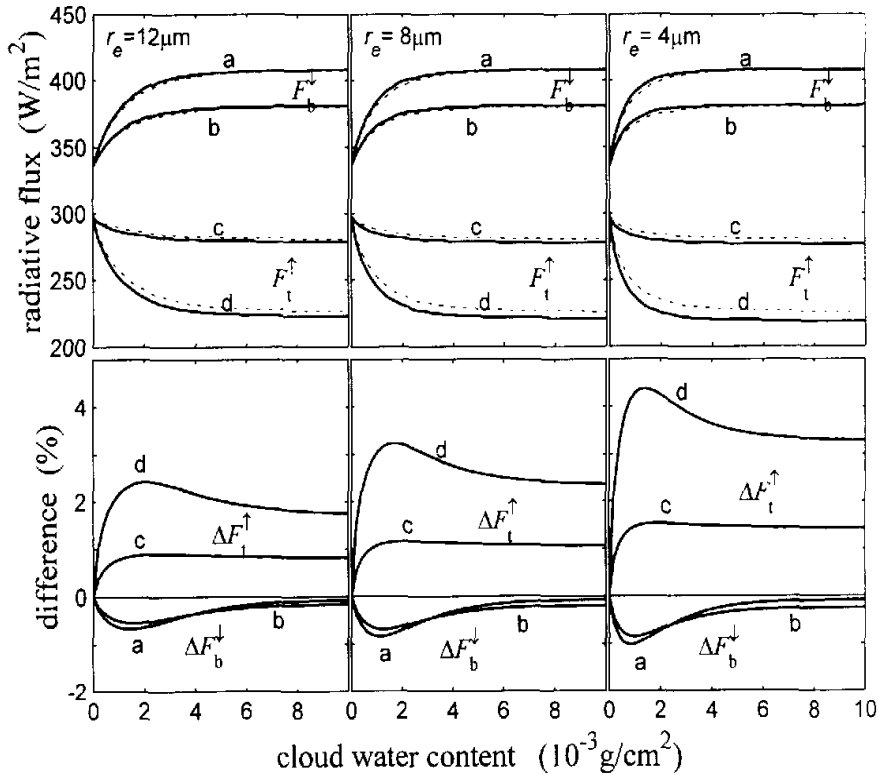 radiative flux (W/m²)
450
400
350
300
250
200
r_e=12μm
a
F_b↓
b
c
F_t↑
d
r_e=8μm
a
F_b↓
b
c
F_t↑
d
r_e=4μm
a
F_b↓
b
c
F_t↑
d
difference (%)
4
2
0
-2
d
ΔF_t↑
c
a
ΔF_b↓
b
d
ΔF_t↑
c
a
ΔF_b↓
b
d
ΔF_t↑
c
a
ΔF_b↓
b
0 2 4 6 8 0 2 4 6 8 0 2 4 6 8 10
cloud water content (10⁻³g/cm²)